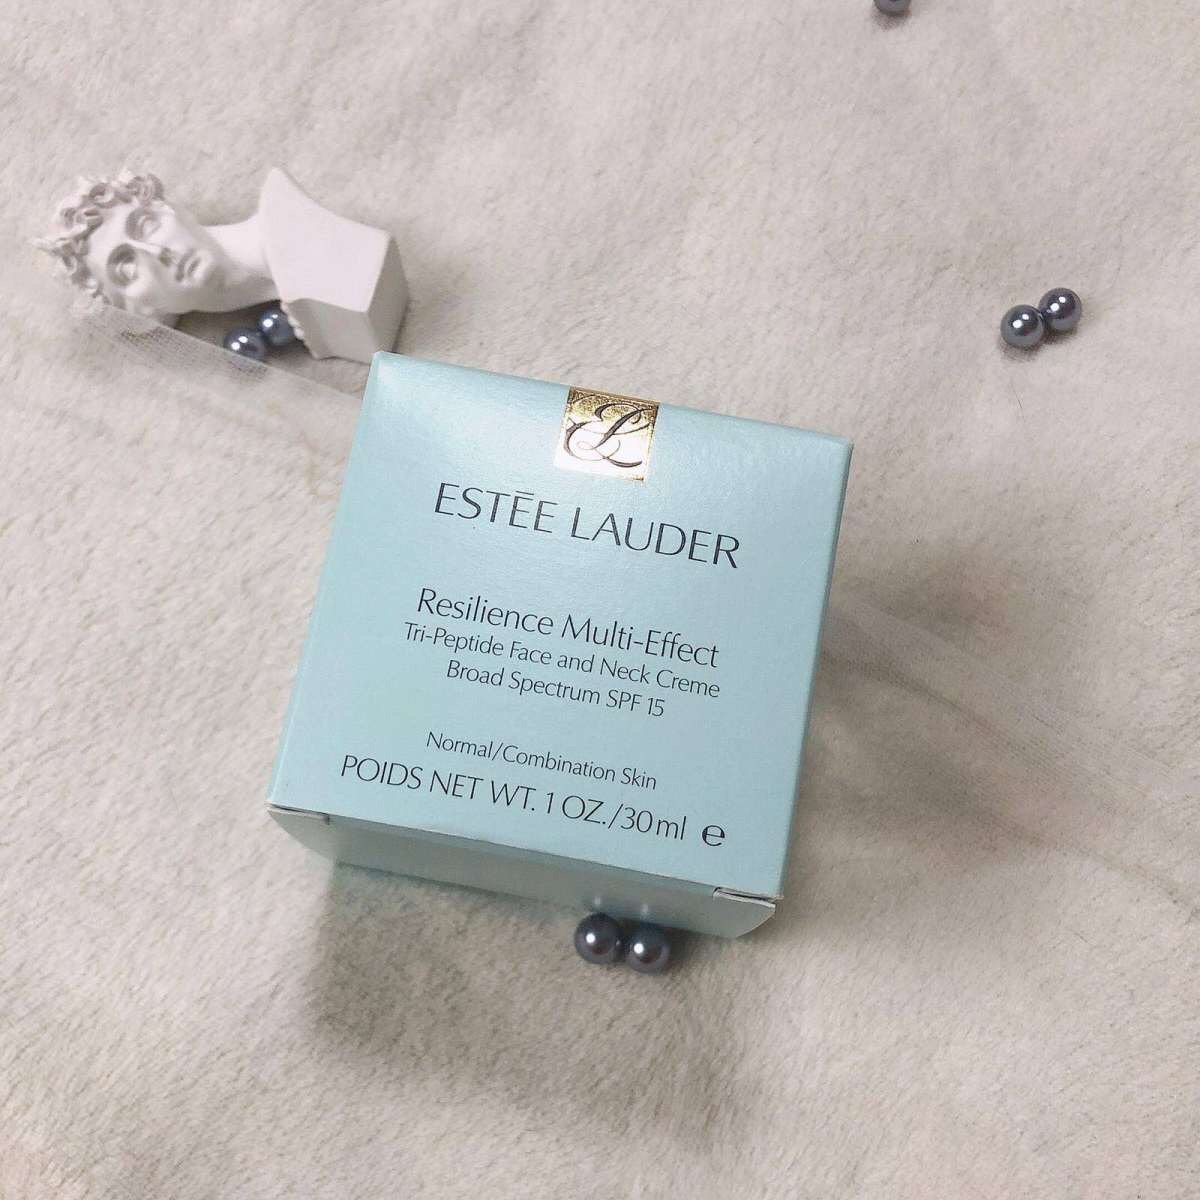 EL
ESTĒE LAUDER
Resilience Multi-Effect
Tri-Peptide Face and Neck Creme
Broad Spectrum SPF 15
Normal/Combination Skin
POIDS NET WT. 1 OZ./30ml e